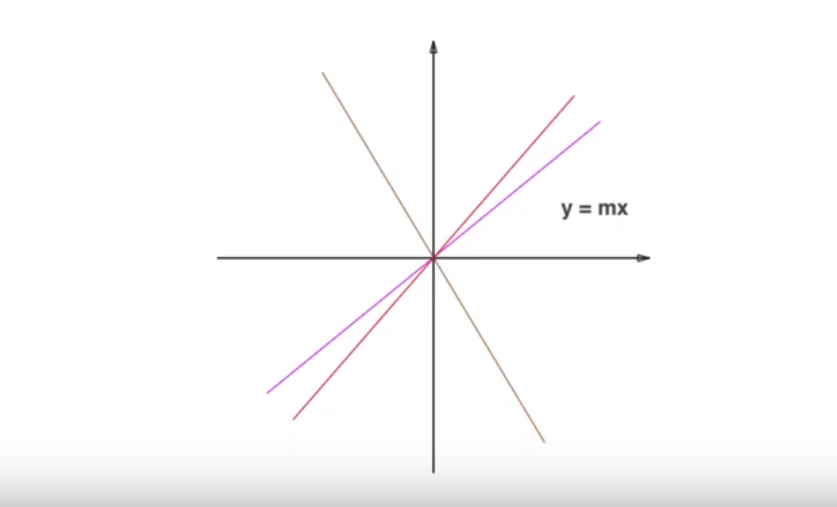 y = mx